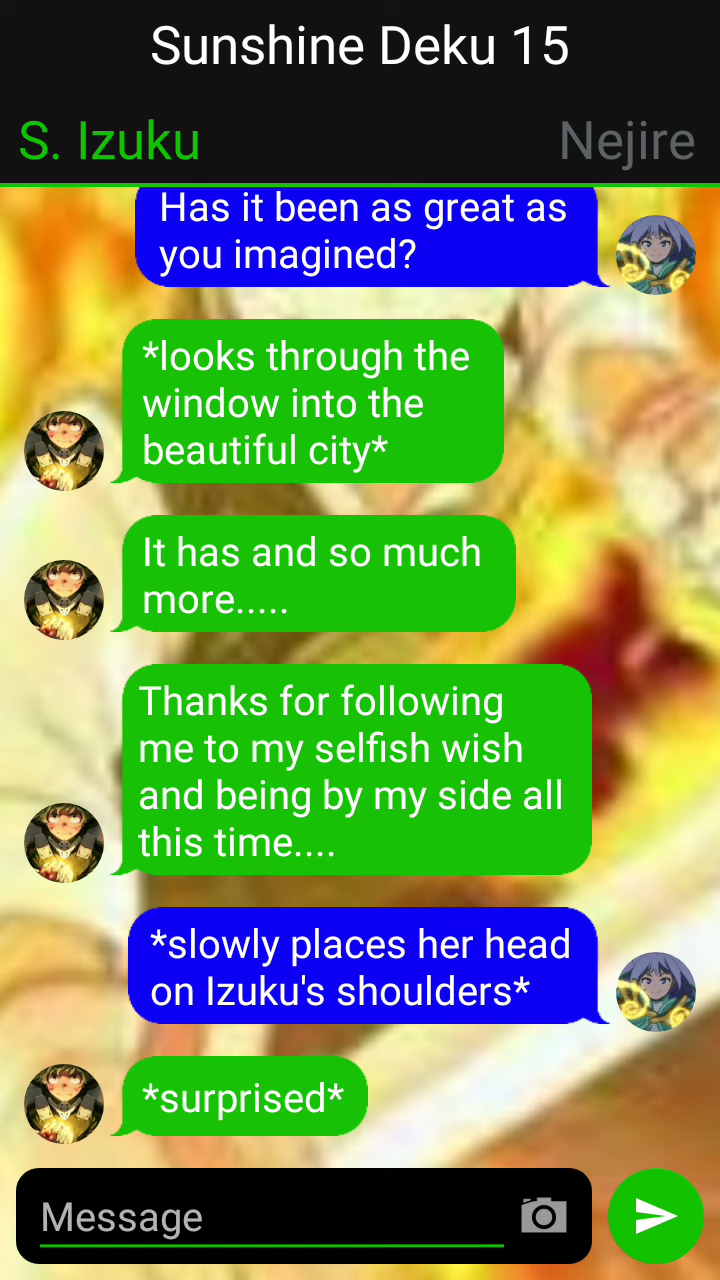 Sunshine Deku 15
S. Izuku
Nejire
Has it been as great as
you imagined?
*looks through the
window into the
beautiful city*
It has and so much
more.....
Thanks for following
me to my selfish wish
and being by my side all
this time....
*slowly places her head
on Izuku's shoulders*
*surprised*
Message